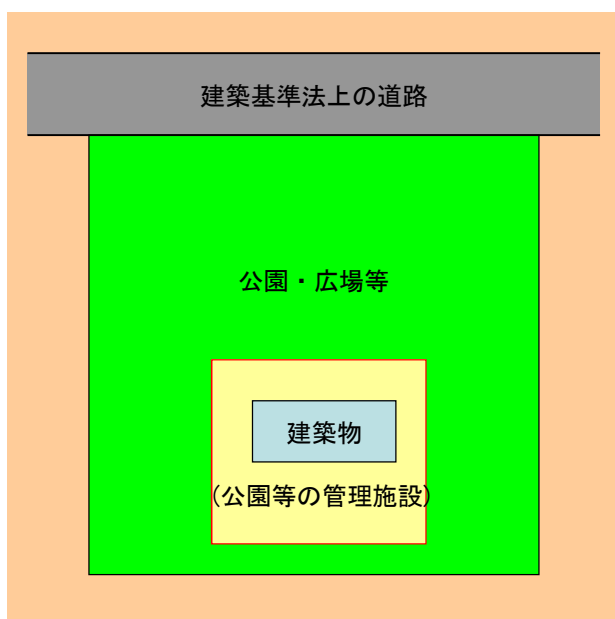 建築基準法上の道路
公園・広場等
建築物
(公園等の管理施設)